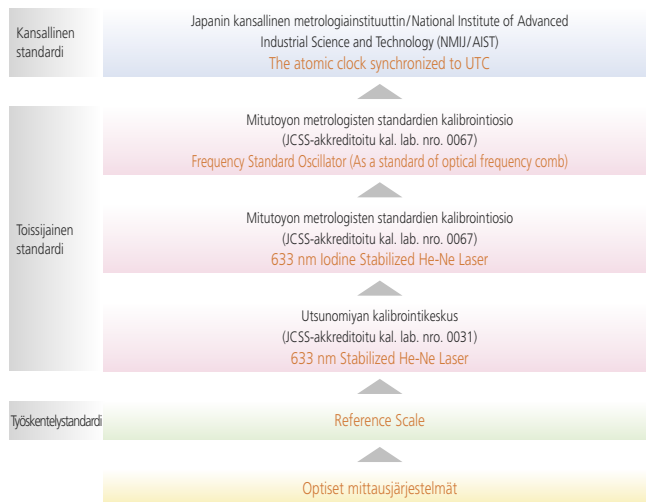 Kansallinen
standardi
Japanin kansallinen metrologiainstituuttin/National Institute of Advanced
Industrial Science and Technology (NMIJ/AIST)
The atomic clock synchronized to UTC
Toissijainen
standardi
Mitutoyon metrologisten standardien kalibrointiosio
(JCSS-akkreditoitu kal. lab. nro. 0067)
Frequency Standard Oscillator (As a standard of optical frequency comb)
Mitutoyon metrologisten standardien kalibrointiosio
(JCSS-akkreditoitu kal. lab. nro. 0067)
633 nm Iodine Stabilized He-Ne Laser
Utsunomiyan kalibrointikeskus
(JCSS-akkreditoitu kal. lab. nro. 0031)
633 nm Stabilized He-Ne Laser
Työskentelystandardi
Reference Scale
Optiset mittausjärjestelmät